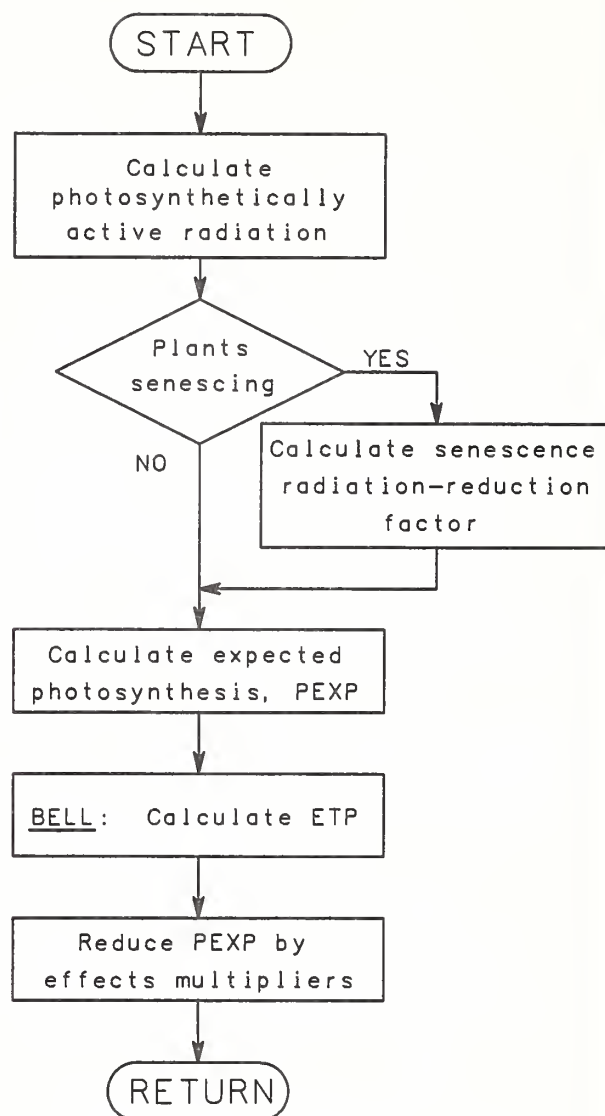 START
Calculate
photosynthetically
active radiation
Plants
senescing
YES
NO
Calculate senescence
radiation-reduction
factor
Calculate expected
photosynthesis, PEXP
BELL: Calculate ETP
Reduce PEXP by
effects multipliers
RETURN